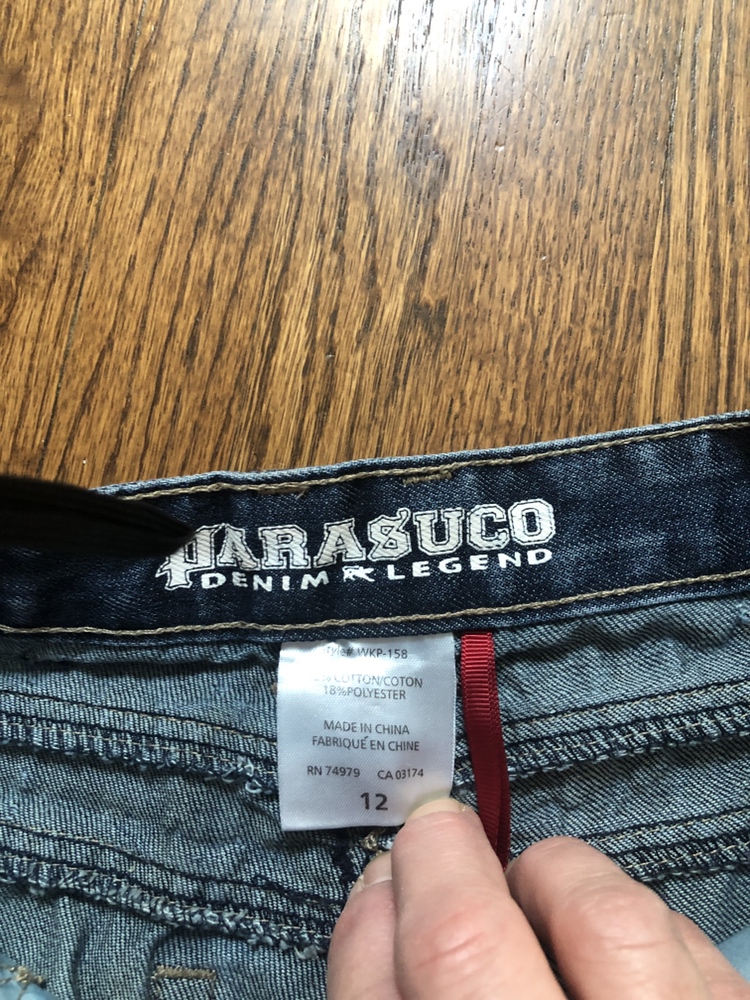 PARASUCO
DENIM LEGEND
Style# WKP-158
COTTON/COTON
18%POLYESTER
MADE IN CHINA
FABRIQUÉ EN CHINE
RN 74979 CA 03174
12